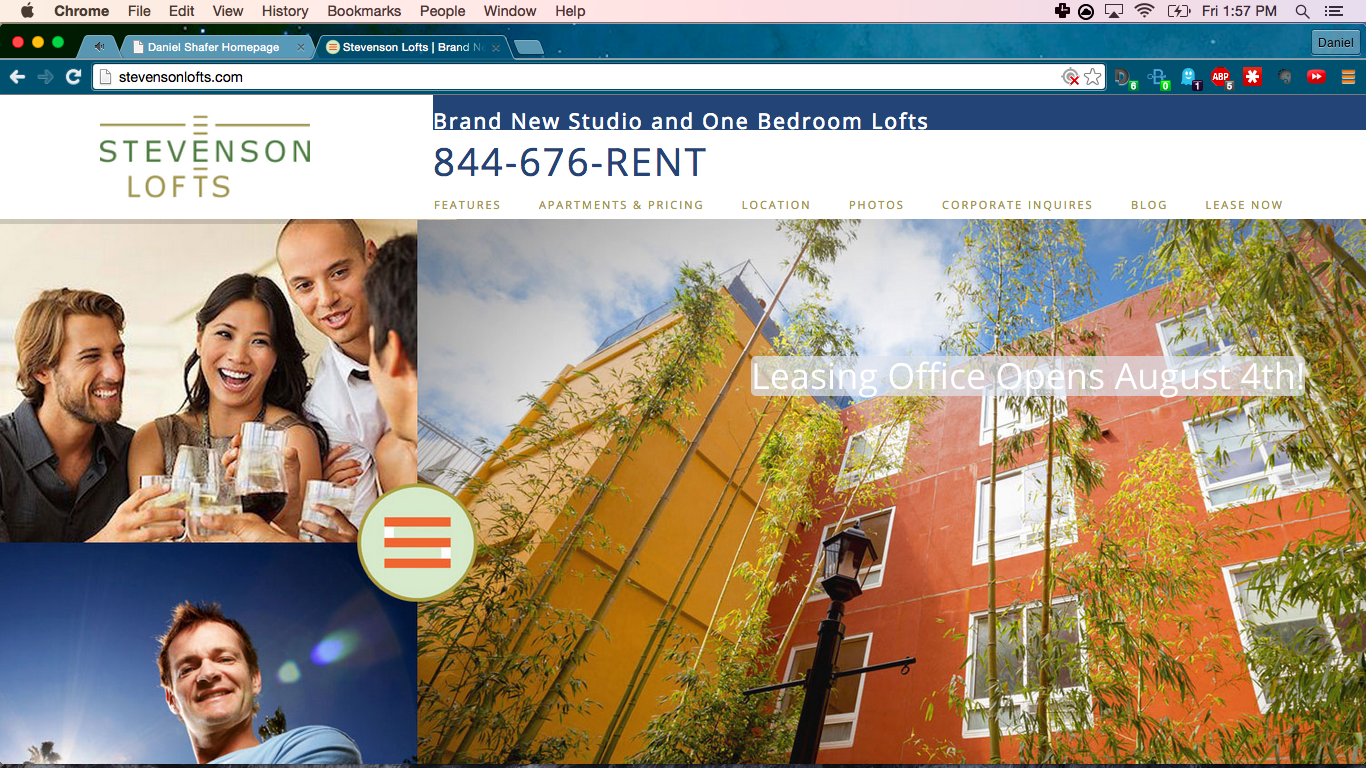 Chrome File Edit View History Bookmarks People Window Help Fri 1:57 PM
Daniel Shafer Homepage
Stevenson Lofts | Brand Ne
Daniel
stevensonlofts.com
6 0 1 ABP 5
STEVENSON
LOFTS
Brand New Studio and One Bedroom Lofts
844-676-RENT
FEATURES APARTMENTS & PRICING LOCATION PHOTOS CORPORATE INQUIRES BLOG LEASE NOW
Leasing Office Opens August 4th!